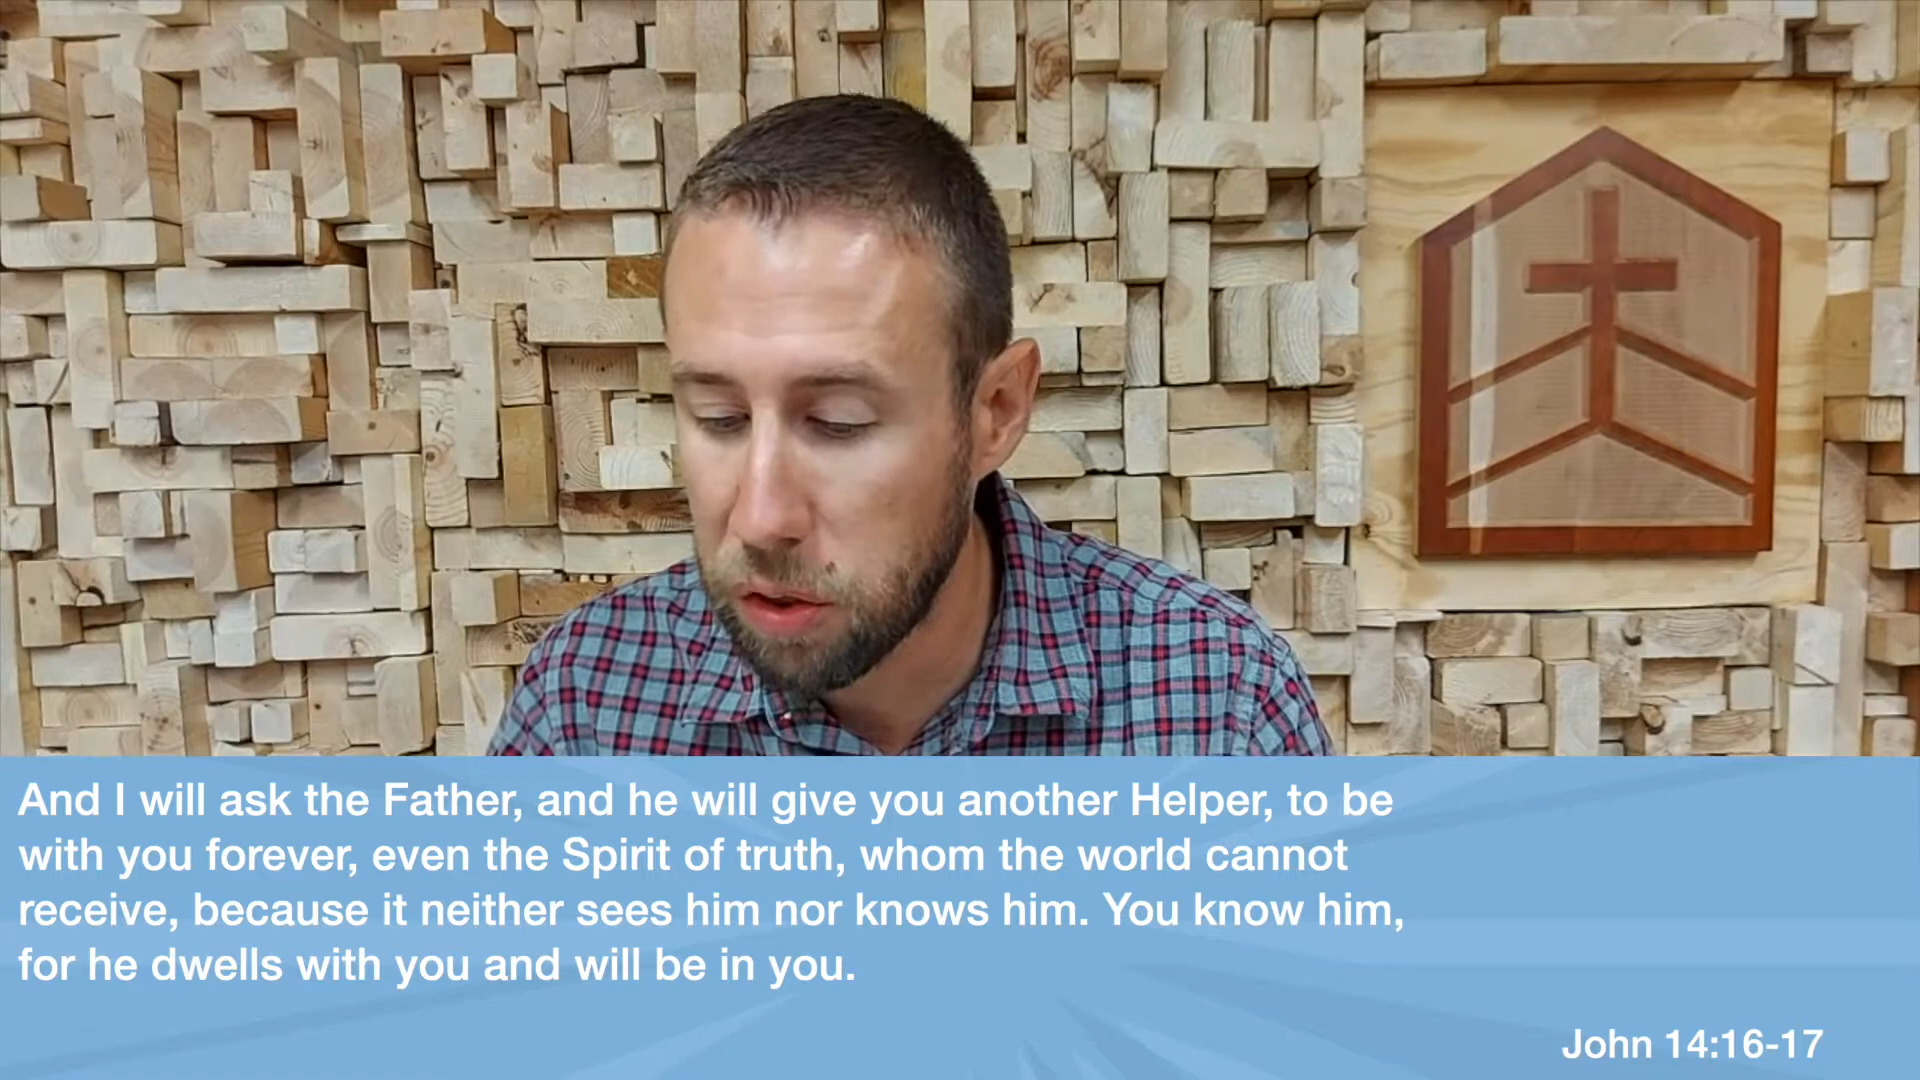 And I will ask the Father, and he will give you another Helper, to be
with you forever, even the Spirit of truth, whom the world cannot
receive, because it neither sees him nor knows him. You know him,
for he dwells with you and will be in you.
John 14:16-17